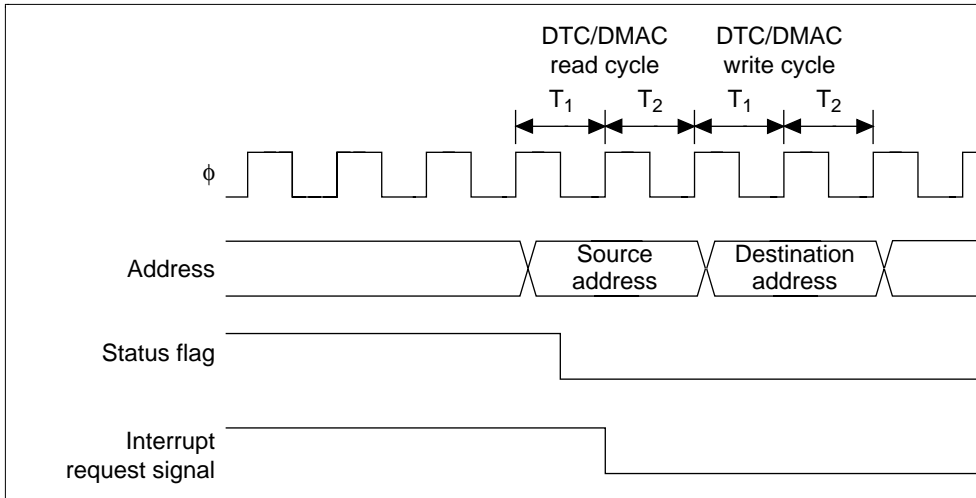 DTC/DMAC DTC/DMAC
read cycle write cycle
T₁ T₂ T₁ T₂
ϕ
Address
Source
address
Destination
address
Status flag
Interrupt
request signal